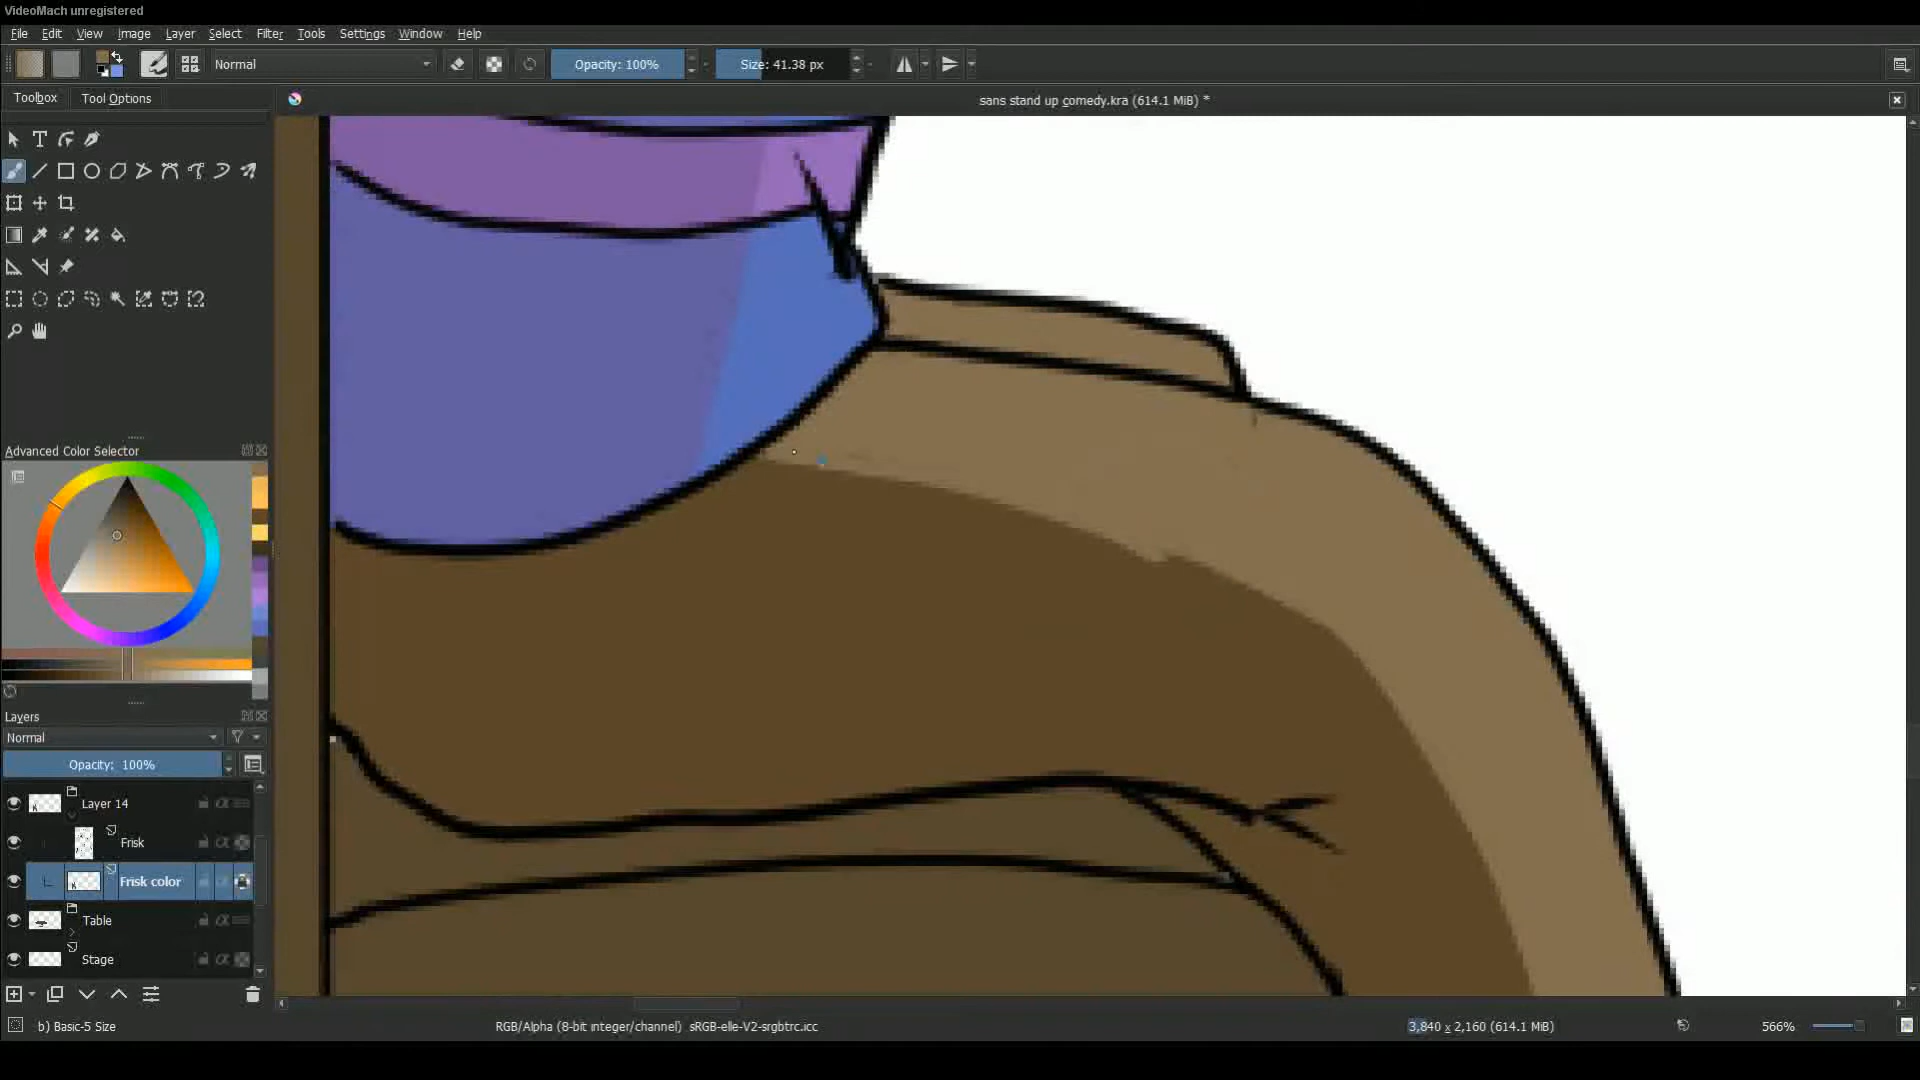 VideoMach unregistered
File Edit View Image Layer Select Filter Tools Settings Window Help
Normal
Opacity: 100%
Size: 41.38 px
Toolbox
Tool Options
sans stand up comedy.kra (614.1 MiB) *
Advanced Color Selector
Layers
Normal
Opacity: 100%
Layer 14
Frisk
Frisk color
Table
Stage
b) Basic-5 Size
RGB/Alpha (8-bit integer/channel) sRGB-elle-V2-srgbtrc.icc
3,840 x 2,160 (614.1 MiB)
566%